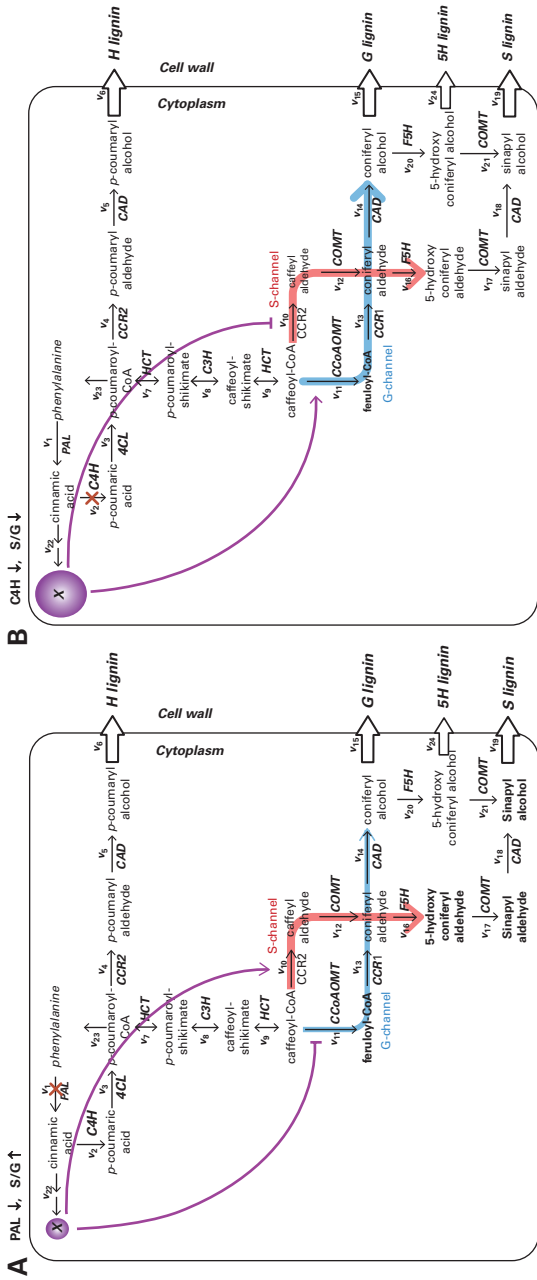 A
PAL ↓, S/G ↑
X
v22
cinnamic
acid
v1
PAL
phenylalanine
v2
C4H
p-coumaric
acid
v3
4CL
p-coumaroyl-
CoA
v23
v4
CCR2
p-coumaryl
aldehyde
v5
CAD
p-coumaryl
alcohol
v6
H lignin
v7
HCT
p-coumaroyl-
shikimate
v8
C3H
caffeoyl-
shikimate
v9
HCT
caffeoyl-CoA
S-channel
v10
CCR2
caffeyl
aldehyde
v11
CCoAOMT
v12
COMT
feruloyl-CoA
G-channel
v13
CCR1
coniferyl
aldehyde
v14
CAD
coniferyl
alcohol
v15
G lignin
v16
F5H
v20
F5H
5-hydroxy
coniferyl
aldehyde
5-hydroxy
coniferyl alcohol
v24
5H lignin
v17
COMT
v21
COMT
Sinapyl
aldehyde
v18
CAD
Sinapyl
alcohol
v19
S lignin
Cytoplasm
Cell wall
B
C4H ↓, S/G ↓
X
v22
cinnamic
acid
v1
PAL
phenylalanine
v2
C4H
p-coumaric
acid
v3
4CL
p-coumaroyl-
CoA
v23
v4
CCR2
p-coumaryl
aldehyde
v5
CAD
p-coumaryl
alcohol
v6
H lignin
v7
HCT
p-coumaroyl-
shikimate
v8
C3H
caffeoyl-
shikimate
v9
HCT
caffeoyl-CoA
S-channel
v10
CCR2
caffeyl
aldehyde
v11
CCoAOMT
v12
COMT
feruloyl-CoA
G-channel
v13
CCR1
coniferyl
aldehyde
v14
CAD
coniferyl
alcohol
v15
G lignin
v16
F5H
v20
F5H
5-hydroxy
coniferyl
aldehyde
5-hydroxy
coniferyl alcohol
v24
5H lignin
v17
COMT
v21
COMT
sinapyl
aldehyde
v18
CAD
sinapyl
alcohol
v19
S lignin
Cytoplasm
Cell wall